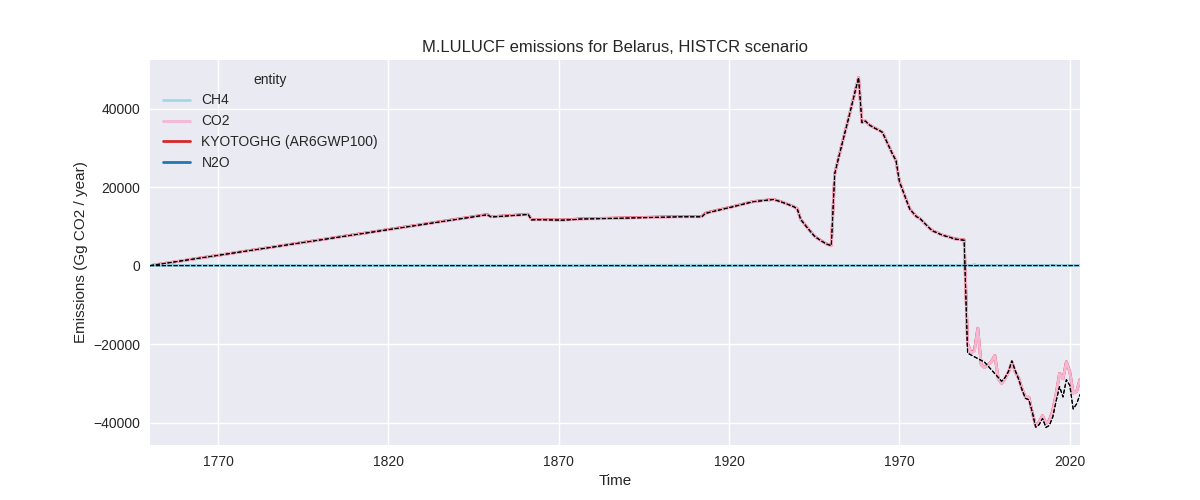 M.LULUCF emissions for Belarus, HISTCR scenario
entity
CH4
CO2
KYOTOGHG (AR6GWP100)
N2O
Emissions (Gg CO2 / year)
40000
20000
0
−20000
−40000
1770
1820
1870
1920
1970
2020
Time